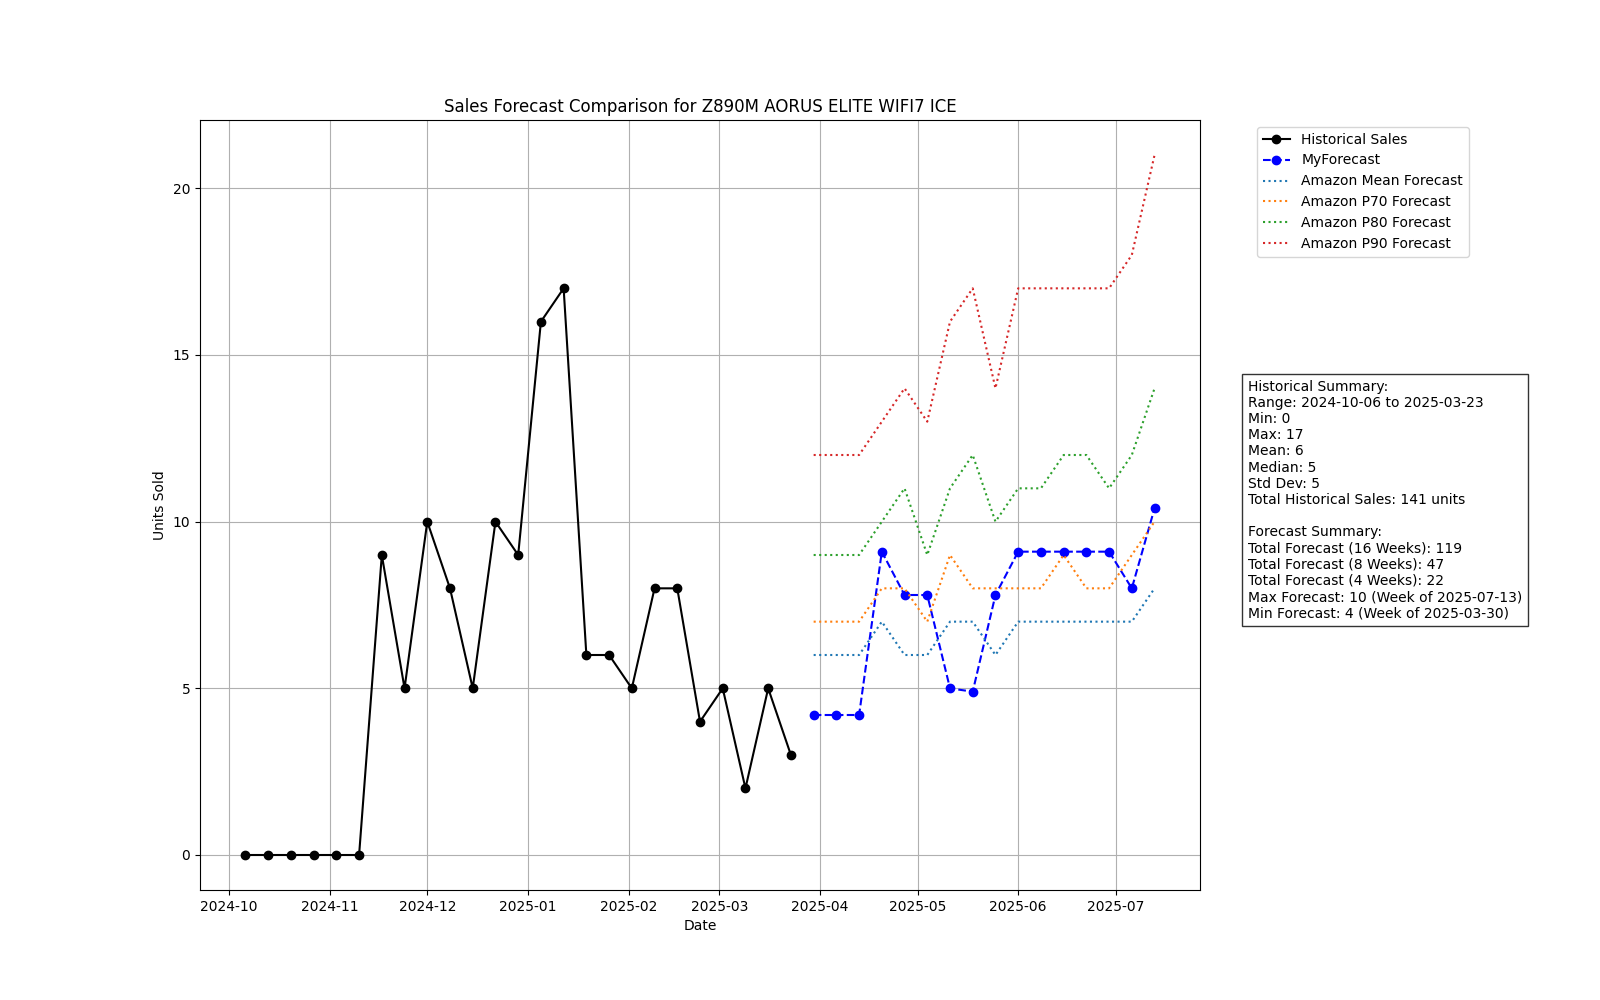 Sales Forecast Comparison for Z890M AORUS ELITE WIFI7 ICE
Historical Sales
MyForecast
Amazon Mean Forecast
Amazon P70 Forecast
Amazon P80 Forecast
Amazon P90 Forecast
Units Sold
20
15
10
5
0
2024-10
2024-11
2024-12
2025-01
2025-02
2025-03
2025-04
2025-05
2025-06
2025-07
Date
Historical Summary:
Range: 2024-10-06 to 2025-03-23
Min: 0
Max: 17
Mean: 6
Median: 5
Std Dev: 5
Total Historical Sales: 141 units
Forecast Summary:
Total Forecast (16 Weeks): 119
Total Forecast (8 Weeks): 47
Total Forecast (4 Weeks): 22
Max Forecast: 10 (Week of 2025-07-13)
Min Forecast: 4 (Week of 2025-03-30)